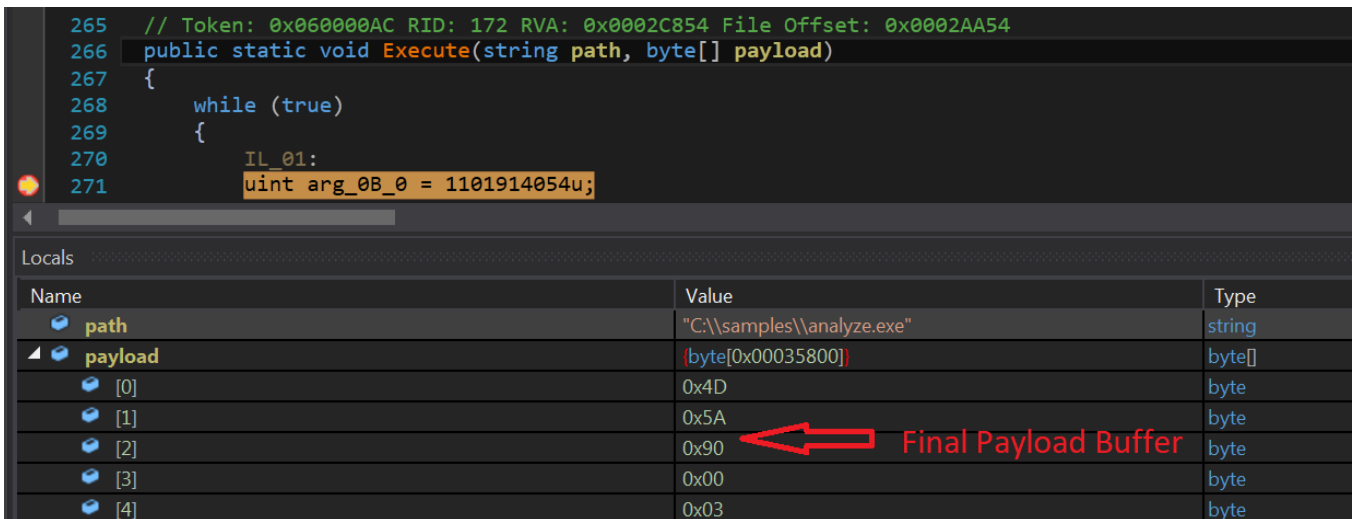 265 // Token: 0x060000AC RID: 172 RVA: 0x0002C854 File Offset: 0x0002AA54
266 public static void Execute(string path, byte[] payload)
267 {
268 while (true)
269 {
270 IL_01:
271 uint arg_0B_0 = 1101914054u;
Locals
Name Value Type
path "C:\\samples\\analyze.exe" string
payload {byte[0x00035800]} byte[]
[0] 0x4D byte
[1] 0x5A byte
[2] 0x90 Final Payload Buffer byte
[3] 0x00 byte
[4] 0x03 byte